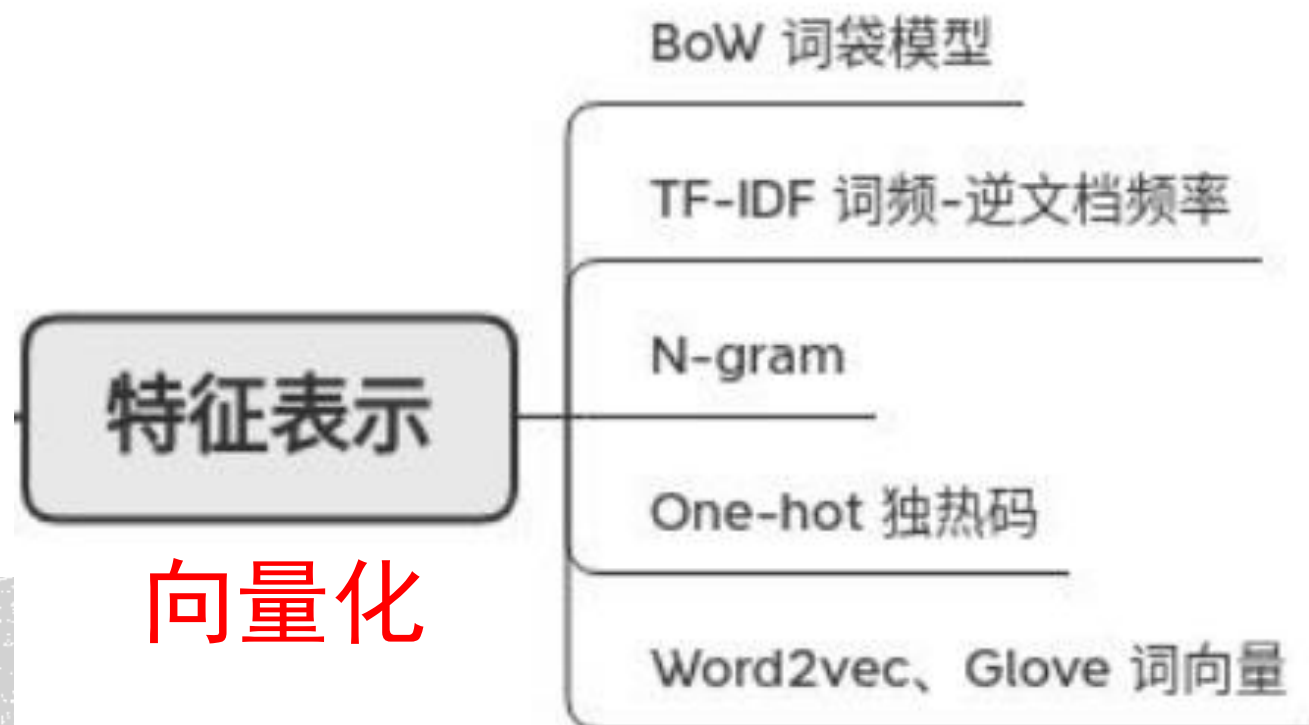 BoW 词袋模型
TF-IDF 词频-逆文档频率
N-gram
特征表示
One-hot 独热码
向量化
Word2vec、Glove 词向量